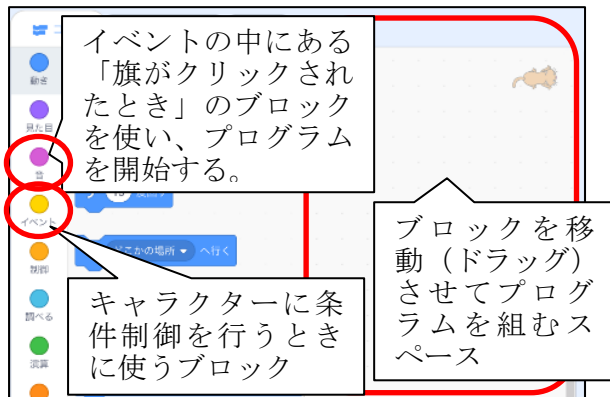 イベントの中にある
「旗がクリックされ
たとき」のブロック
を使い、プログラム
を開始する。
動き
見た目
音
イベント
制御
調べる
演算
どこかの場所 へ行く
ブロックを移
動（ドラッグ）
させてプログ
ラムを組むス
ペース
キャラクターに条
件制御を行うとき
に使うブロック